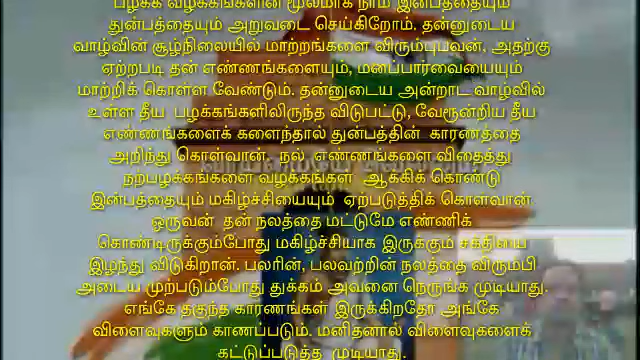 பழக்க வழக்கங்களின் மூலமாக நாம் இன்பத்தையும்
துன்பத்தையும் அறுவடை செய்கிறோம். தன்னுடைய
வாழ்வின் சூழ்நிலையில் மாற்றங்களை விரும்புபவன், அதற்கு
ஏற்றபடி தன் எண்ணங்களையும், மனப்பார்வையையும்
மாற்றிக் கொள்ள வேண்டும். தன்னுடைய அன்றாட வாழ்வில்
உள்ள தீய பழக்கங்களிலிருந்த விடுபட்டு, வேரூன்றிய தீய
எண்ணங்களைக் களைந்தால் துன்பத்தின் காரணத்தை
அறிந்து கொள்வான். நல் எண்ணங்களை விதைத்து
நற்பழக்கங்களை வழக்கங்கள் ஆக்கிக் கொண்டு
இன்பத்தையும் மகிழ்ச்சியையும் ஏற்படுத்திக் கொள்வான்
ஒருவன் தன் நலத்தை மட்டுமே எண்ணிக்
கொண்டிருக்கும்போது மகிழ்ச்சியாக இருக்கும் சக்தியை
இழந்து விடுகிறான். பலரின், பலவற்றின் நலத்தை விரும்பி
அடைய முற்படும்போது துக்கம் அவனை நெருங்க முடியாது.
எங்கே தகுந்த காரணங்கள் இருக்கிறதோ அங்கே
விளைவுகளும் காணப்படும். மனிதனால் விளைவுகளைக்
கட்டுப்படுத்த முடியாது.